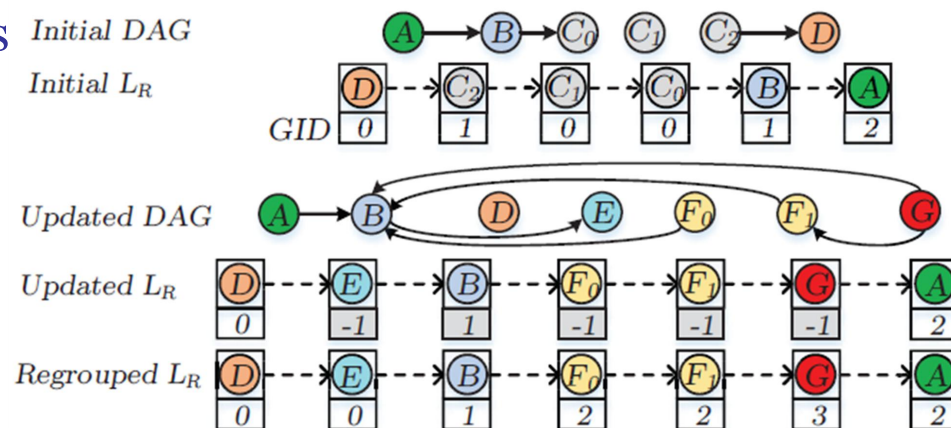 s
Initial DAG A B C0 C1 C2 D
Initial LR D C2 C1 C0 B A
GID 0 1 0 0 1 2
Updated DAG A B D E F0 F1 G
Updated LR D E B F0 F1 G A
0 -1 1 -1 -1 -1 2
Regrouped LR D E B F0 F1 G A
0 0 1 2 2 3 2